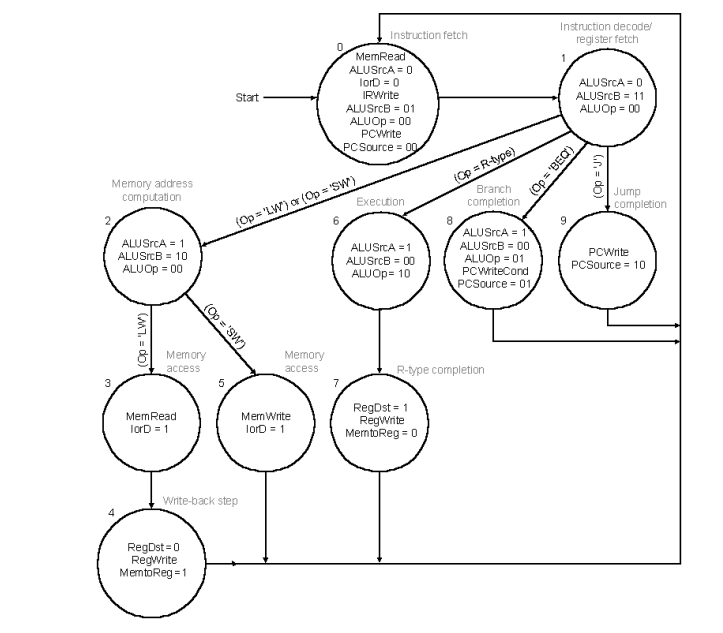 Instruction fetch
0
MemRead
ALUSrcA = 0
IorD = 0
IRWrite
ALUSrcB = 01
ALUOp = 00
PCWrite
PCSource = 00
Start
Instruction decode/
register fetch
1
ALUSrcA = 0
ALUSrcB = 11
ALUOp = 00
(Op = 'LW') or (Op = 'SW')
(Op = R-type)
(Op = 'BEQ')
(Op = 'J')
Memory address
computation
2
ALUSrcA = 1
ALUSrcB = 10
ALUOp = 00
Execution
6
ALUSrcA = 1
ALUSrcB = 00
ALUOp= 10
Branch
completion
8
ALUSrcA = 1
ALUSrcB = 00
ALUOp = 01
PCWriteCond
PCSource = 01
Jump
completion
9
PCWrite
PCSource = 10
(Op = 'LW')
(Op = 'SW')
Memory
access
3
MemRead
IorD = 1
Memory
access
5
MemWrite
IorD = 1
R-type completion
7
RegDst = 1
RegWrite
MemtoReg = 0
Write-back step
4
RegDst = 0
RegWrite
MemtoReg = 1